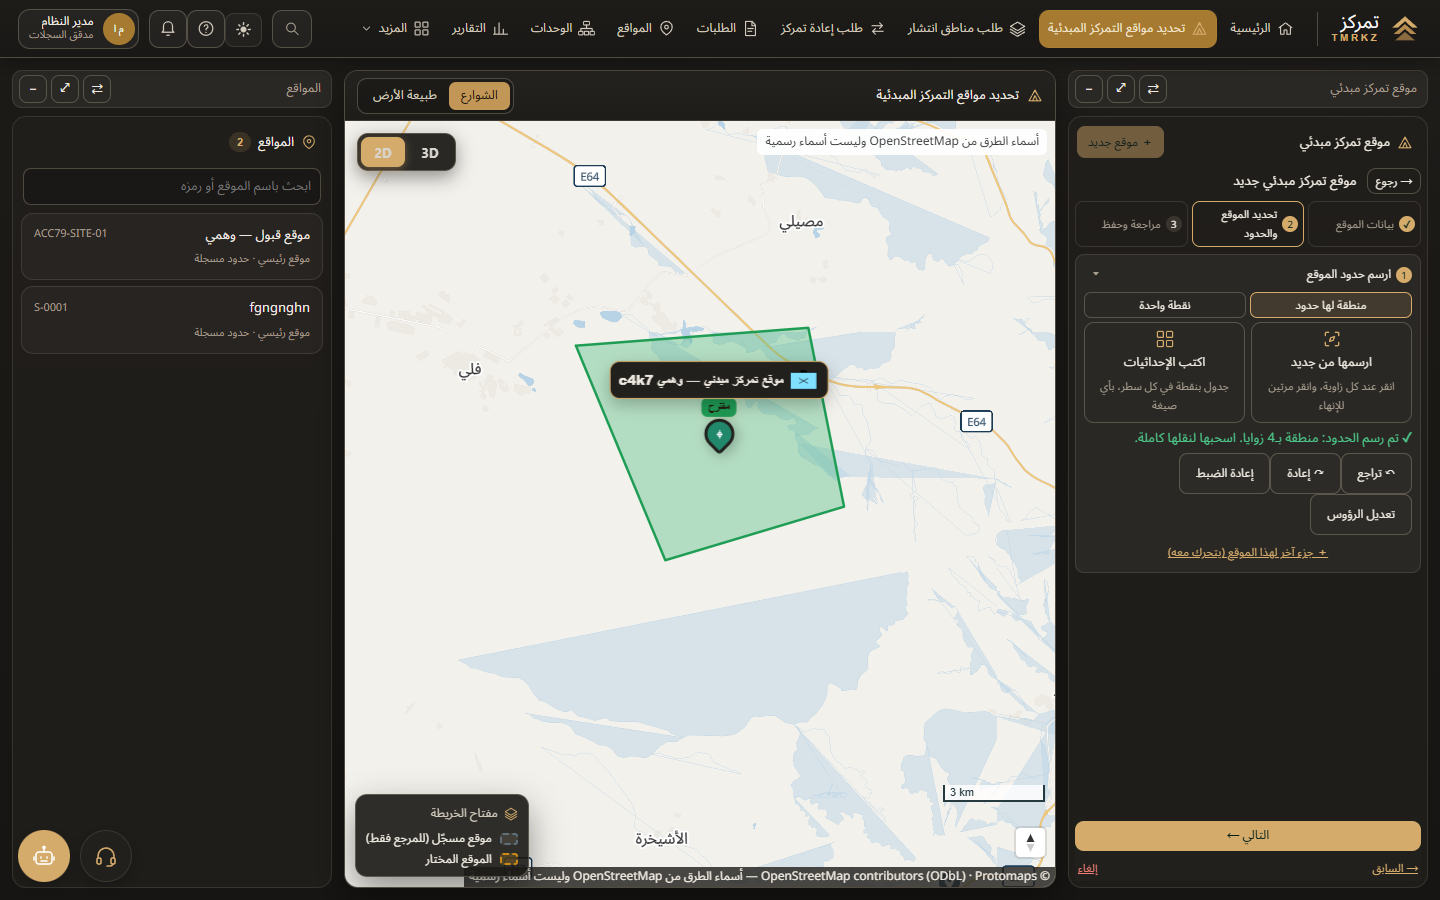 تمركز
TMRKZ
الرئيسية
تحديد مواقع التمركز المبدئية
طلب مناطق انتشار
طلب إعادة تمركز
الطلبات
المواقع
الوحدات
التقارير
المزيد
م ا
مدير النظام
مدقق السجلات
موقع تمركز مبدئي
موقع تمركز مبدئي
+ موقع جديد
→ رجوع
موقع تمركز مبدئي جديد
✓ بيانات الموقع
2 تحديد الموقع والحدود
3 مراجعة وحفظ
1 ارسم حدود الموقع
منطقة لها حدود
نقطة واحدة
ارسمها من جديد
انقر عند كل زاوية، وانقر مرتين
للإنهاء
اكتب الإحداثيات
جدول بنقطة في كل سطر، بأي
صيغة
✓ تم رسم الحدود: منطقة بـ4 زوايا. اسحبها لنقلها كاملة.
↶ تراجع
↷ إعادة
إعادة الضبط
تعديل الرؤوس
+ جزء آخر لهذا الموقع (يتحرك معه)
التالي ←
→ السابق
إلغاء
تحديد مواقع التمركز المبدئية
الشوارع
طبيعة الأرض
أسماء الطرق من OpenStreetMap وليست أسماء رسمية
2D
3D
E64
مصيلي
فلي
موقع تمركز مبدئي — وهمي c4k7
مقترح
E64
3 km
الأشيخرة
مفتاح الخريطة
موقع مسجّل (للمرجع فقط)
الموقع المختار
© OpenStreetMap contributors (ODbL) · Protomaps — أسماء الطرق من OpenStreetMap وليست أسماء رسمية
المواقع
المواقع 2
ابحث باسم الموقع أو رمزه
موقع قبول — وهمي
ACC79-SITE-01
موقع رئيسي · حدود مسجلة
fgngnghn
S-0001
موقع رئيسي · حدود مسجلة